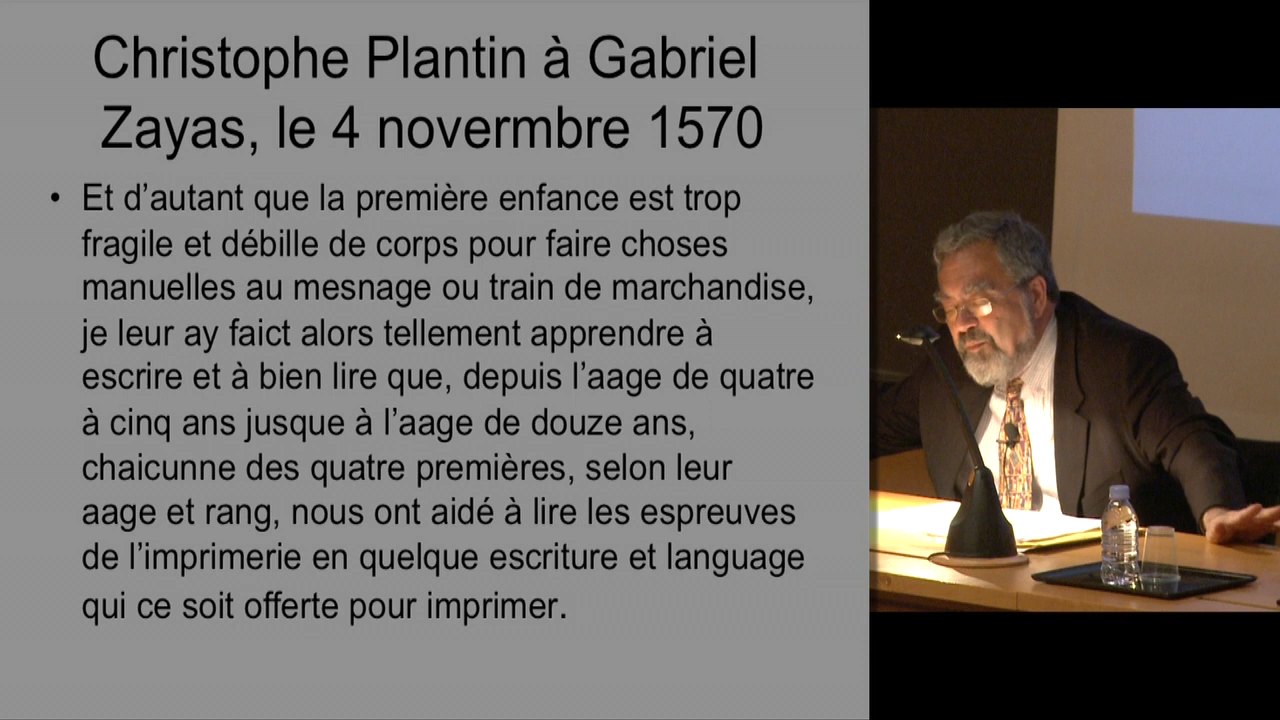 Christophe Plantin à Gabriel
Zayas, le 4 novermbre 1570
• Et d’autant que la première enfance est trop
fragile et débille de corps pour faire choses
manuelles au mesnage ou train de marchandise,
je leur ay faict alors tellement apprendre à
escrire et à bien lire que, depuis l’aage de quatre
à cinq ans jusque à l’aage de douze ans,
chaicunne des quatre premières, selon leur
aage et rang, nous ont aidé à lire les espreuves
de l’imprimerie en quelque escriture et language
qui ce soit offerte pour imprimer.